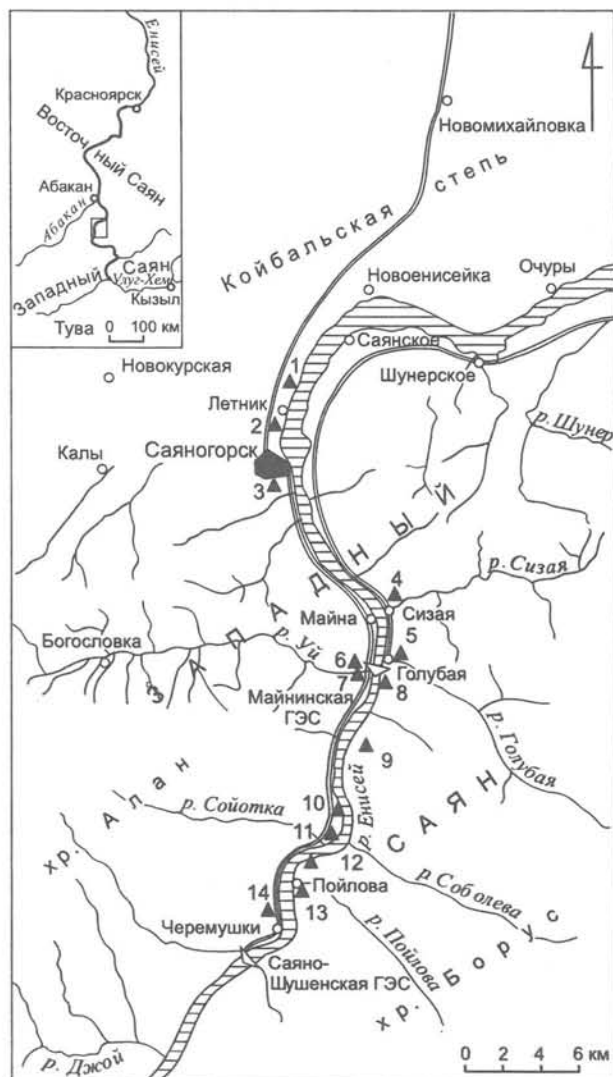 Енисей
Красноярск
Восточный Саян
Абакан
Абакан
Западный
Саян
Улуг-Хем
Кызыл
Тува
0 100 км
Новомихайловка
Койбальская степь
Новоенисейка
Очуры
Саянское
Шунерское
Новокурская
1
Летник
2
Саяногорск
Калы
3
р. Шунер
р. Сизая
4
Сизая
Майна
ЗАПАДНЫЙ
Богословка
р. Уй
5
6
Голубая
7
8
Майнинская
ГЭС
9
р. Голубая
САЯН
хр. Алан
р. Сойотка
10
р. Енисей
11
12
р. Соболева
Пойлова
13
14
Черемушки
р. Пойлова
хр. Борус
Саяно-
Шушенская ГЭС
р. Джой
0 2 4 6 км